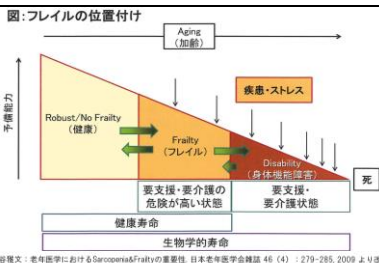 図:フレイルの位置付け
Aging
(加齢)
予備能力
疾患・ストレス
Robust/No Frailty
(健康)
Frailty
(フレイル)
Disability
(身体機能障害)
死
要支援・要介護の
危険が高い状態
要支援・
要介護状態
健康寿命
生物学的寿命
谷雅文:老年医学におけるSarcopenia&Frailtyの重要性. 日本老年医学会雑誌 46 (4) : 279-285, 2009 より